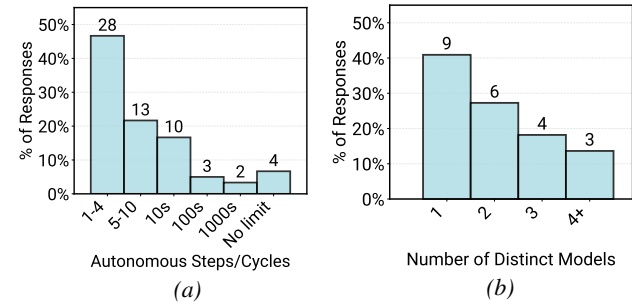 % of Responses
50%
40%
30%
20%
10%
0%
28
13
10
3
2
4
1-4
5-10
10s
100s
1000s
No limit
Autonomous Steps/Cycles
(a)
% of Responses
50%
40%
30%
20%
10%
0%
9
6
4
3
1
2
3
4+
Number of Distinct Models
(b)